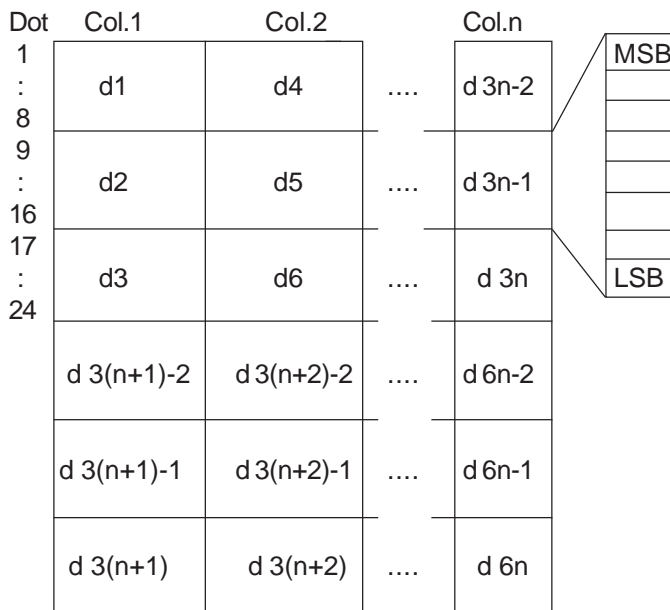 Dot Col.1 Col.2 Col.n
1
:
8
d1 d4 .... d 3n-2
MSB
9
:
16
d2 d5 .... d 3n-1
17
:
24
d3 d6 .... d 3n
LSB
d 3(n+1)-2 d 3(n+2)-2 .... d 6n-2
d 3(n+1)-1 d 3(n+2)-1 .... d 6n-1
d 3(n+1) d 3(n+2) .... d 6n